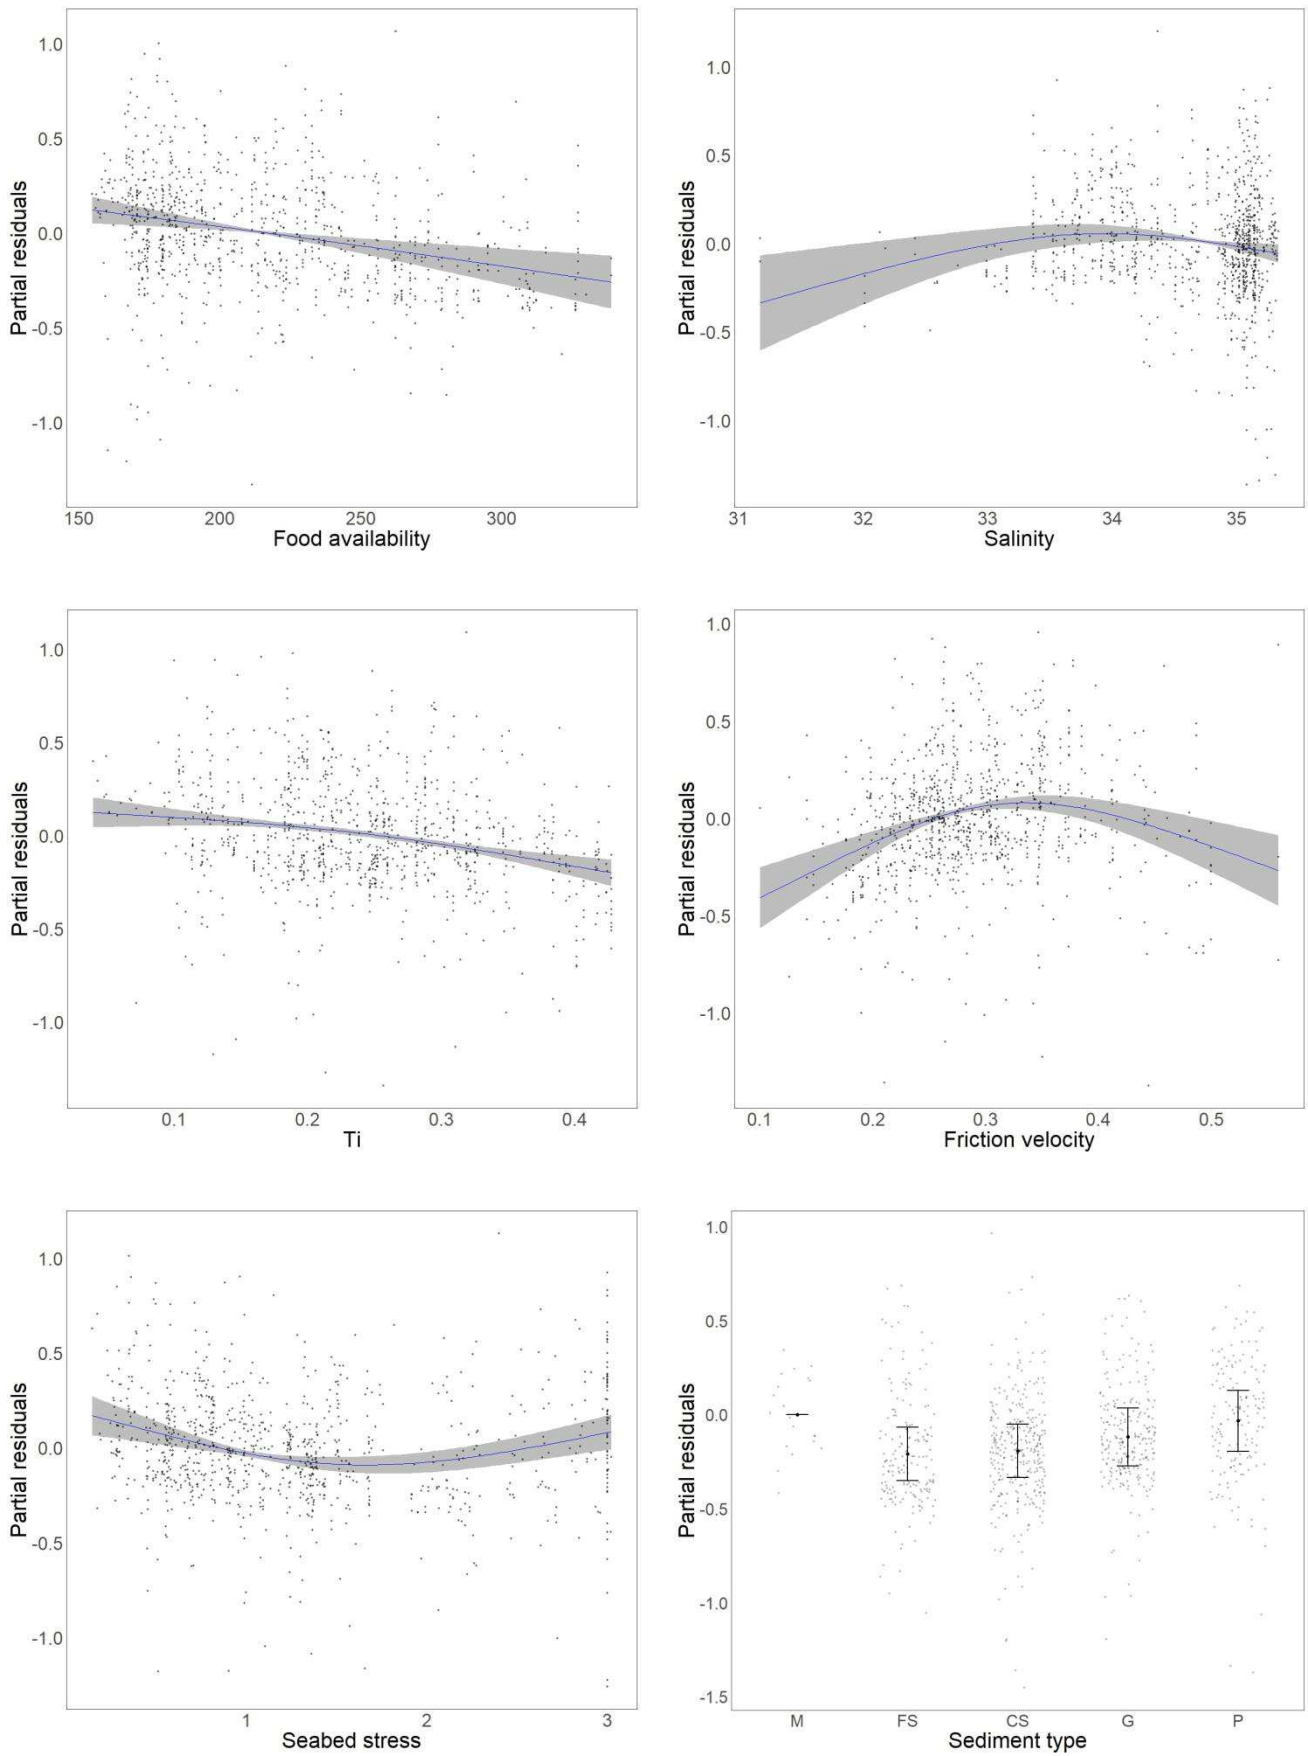 1.0
0.5
0.0
-0.5
-1.0
Partial residuals
150 200 250 300
Food availability
1.0
0.5
0.0
-0.5
-1.0
Partial residuals
31 32 33 34 35
Salinity
1.0
0.5
0.0
-0.5
-1.0
Partial residuals
0.1 0.2 0.3 0.4
Ti
1.0
0.5
0.0
-0.5
-1.0
Partial residuals
0.1 0.2 0.3 0.4 0.5
Friction velocity
1.0
0.5
0.0
-0.5
-1.0
Partial residuals
1 2 3
Seabed stress
1.0
0.5
0.0
-0.5
-1.0
-1.5
Partial residuals
M FS CS G P
Sediment type